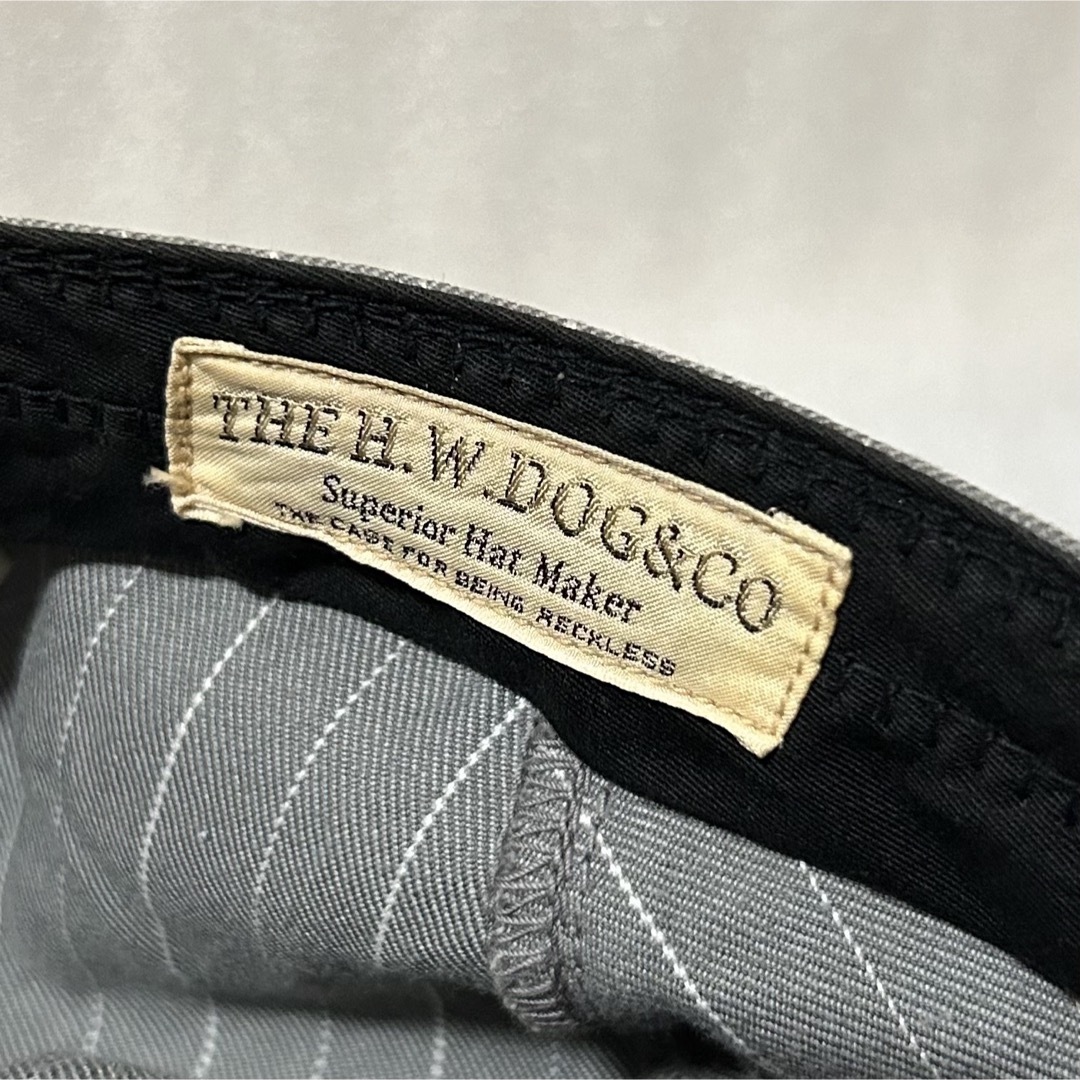 THE H.W.DOG&CO
Superior Hat Maker
THE CASE FOR BEING RECKLESS